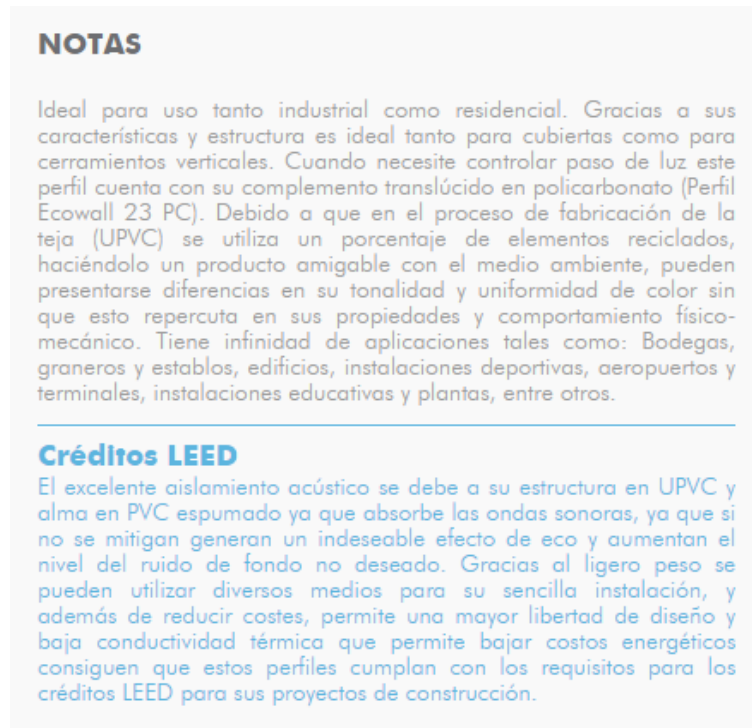 NOTAS
Ideal para uso tanto industrial como residencial. Gracias a sus
características y estructura es ideal tanto para cubiertas como para
cerramientos verticales. Cuando necesite controlar paso de luz este
perfil cuenta con su complemento translúcido en policarbonato (Perfil
Ecowall 23 PC). Debido a que en el proceso de fabricación de la
teja (UPVC) se utiliza un porcentaje de elementos reciclados,
haciéndolo un producto amigable con el medio ambiente, pueden
presentarse diferencias en su tonalidad y uniformidad de color sin
que esto repercuta en sus propiedades y comportamiento físico-
mecánico. Tiene infinidad de aplicaciones tales como: Bodegas,
graneros y establos, edificios, instalaciones deportivas, aeropuertos y
terminales, instalaciones educativas y plantas, entre otros.
Créditos LEED
El excelente aislamiento acústico se debe a su estructura en UPVC y
alma en PVC espumado ya que absorbe las ondas sonoras, ya que si
no se mitigan generan un indeseable efecto de eco y aumentan el
nivel del ruido de fondo no deseado. Gracias al ligero peso se
pueden utilizar diversos medios para su sencilla instalación, y
además de reducir costes, permite una mayor libertad de diseño y
baja conductividad térmica que permite bajar costos energéticos
consiguen que estos perfiles cumplan con los requisitos para los
créditos LEED para sus proyectos de construcción.